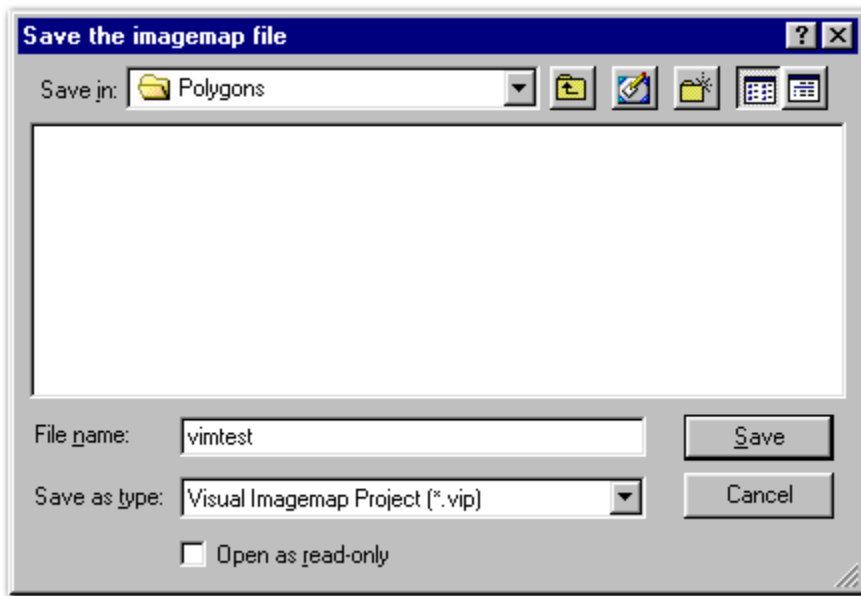 Save the imagemap file
Save in: Polygons
File name: vimtest
Save
Save as type: Visual Imagemap Project (*.vip)
Cancel
Open as read-only